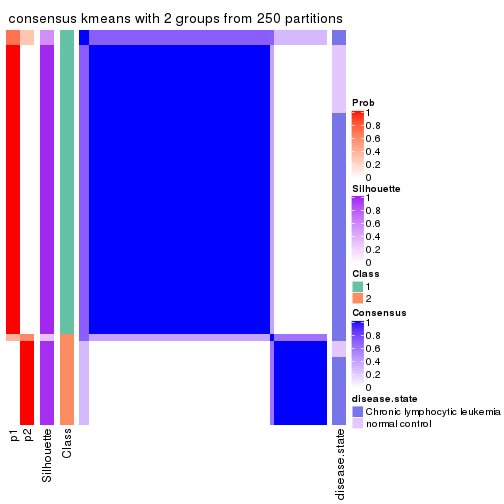 consensus kmeans with 2 groups from 250 partitions
Prob
1
0.8
0.6
0.4
0.2
0
Silhouette
1
0.8
0.6
0.4
0.2
0
Class
1
2
Consensus
1
0.8
0.6
0.4
0.2
0
disease.state
Chronic lymphocytic leukemia
normal control
p1
p2
Silhouette
Class
disease.state